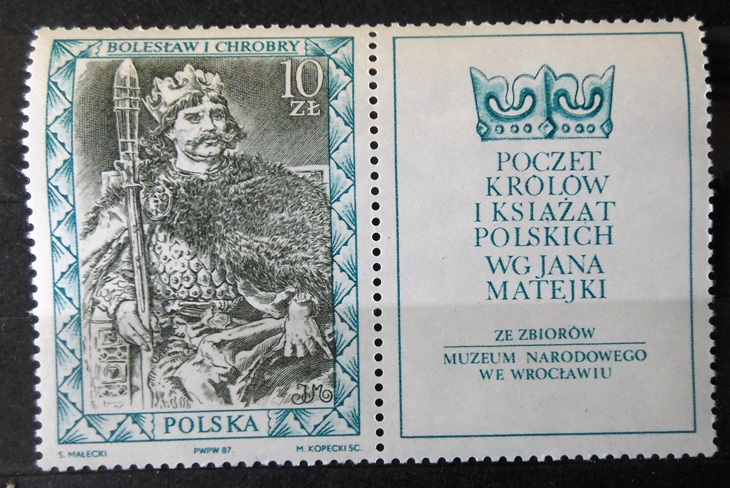 BOLESŁAW I CHROBRY
10
ZŁ
JM
POLSKA
S. MAŁECKI PWPW 87. M. KOPECKI SC.
POCZET
KRÓLÓW
I KSIĄŻĄT
POLSKICH
WG JANA
MATEJKI
ZE ZBIORÓW
MUZEUM NARODOWEGO
WE WROCŁAWIU